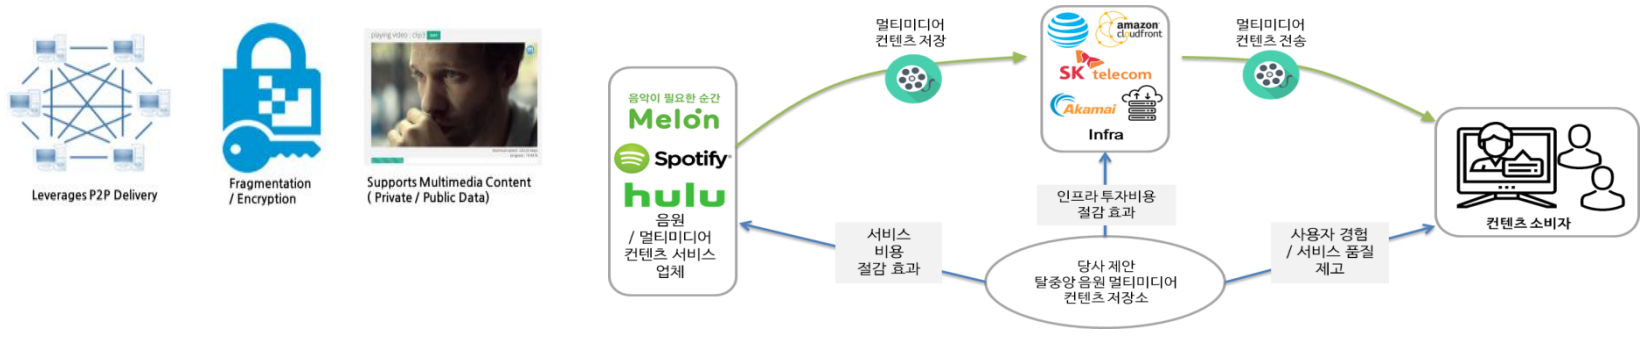 Leverages P2P Delivery
Fragmentation
/ Encryption
playing video : clip3
Supports Multimedia Content
( Private / Public Data)
음악이 필요한 순간
Melon
Spotify
hulu
음원
/ 멀티미디어
컨텐츠 서비스
업체
멀티미디어
컨텐츠 저장
amazon
cloudfront
SK telecom
Akamai
Infra
멀티미디어
컨텐츠 전송
컨텐츠 소비자
서비스
비용
절감 효과
인프라 투자비용
절감 효과
사용자 경험
/ 서비스 품질
제고
당사 제안
탈중앙 음원 멀티미디어
컨텐츠 저장소